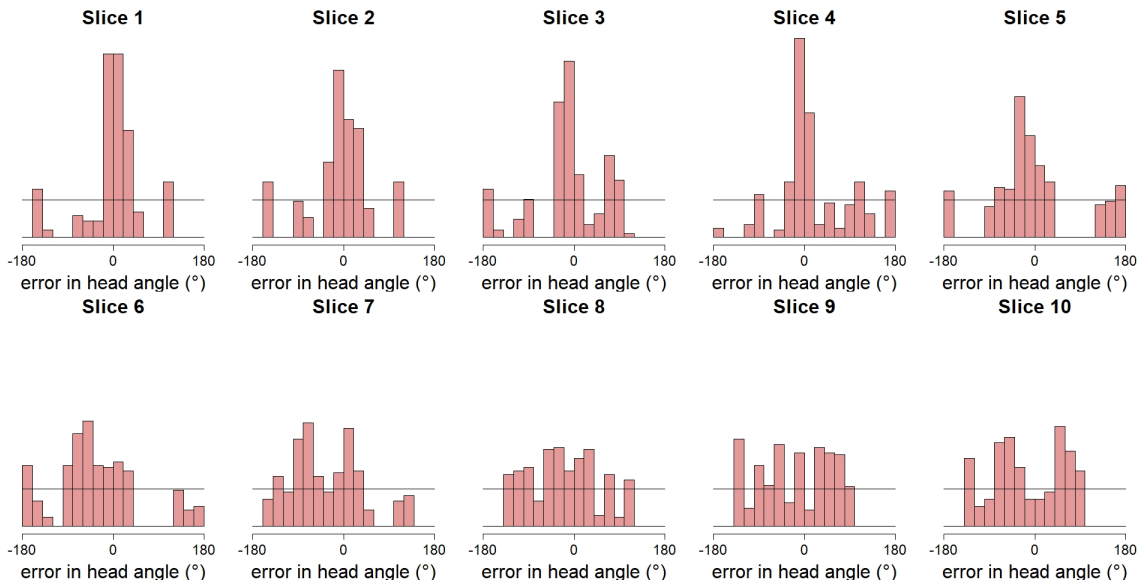 Slice 1 Slice 2 Slice 3 Slice 4 Slice 5
-180 0 180 -180 0 180 -180 0 180 -180 0 180 -180 0 180
error in head angle (°) error in head angle (°) error in head angle (°) error in head angle (°) error in head angle (°)
Slice 6 Slice 7 Slice 8 Slice 9 Slice 10
-180 0 180 -180 0 180 -180 0 180 -180 0 180 -180 0 180
error in head angle (°) error in head angle (°) error in head angle (°) error in head angle (°) error in head angle (°)